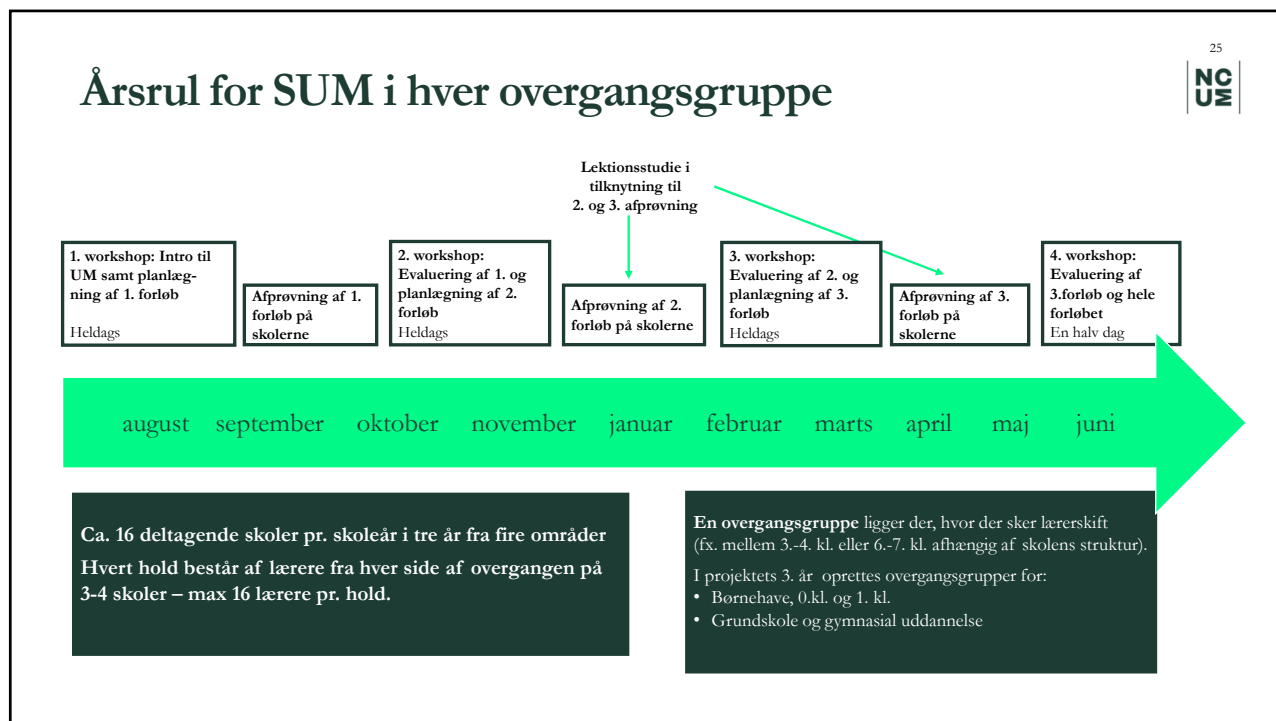 25
NC
UM
Årsrul for SUM i hver overgangsgruppe
Lektionsstudie i
tilknytning til
2. og 3. afprøvning
1. workshop: Intro til
UM samt planlæg-
ning af 1. forløb
Heldags
Afprøvning af 1.
forløb på
skolerne
2. workshop:
Evaluering af 1. og
planlægning af 2.
forløb
Heldags
Afprøvning af 2.
forløb på skolerne
3. workshop:
Evaluering af 2. og
planlægning af 3.
forløb
Heldags
Afprøvning af 3.
forløb på
skolerne
4. workshop:
Evaluering af
3.forløb og hele
forløbet
En halv dag
august september oktober november januar februar marts april maj juni
Ca. 16 deltagende skoler pr. skoleår i tre år fra fire områder
Hvert hold består af lærere fra hver side af overgangen på
3-4 skoler – max 16 lærere pr. hold.
En overgangsgruppe ligger der, hvor der sker lærerskift
(fx. mellem 3.-4. kl. eller 6.-7. kl. afhængig af skolens struktur).
I projektets 3. år oprettes overgangsgrupper for:
• Børnehave, 0.kl. og 1. kl.
• Grundskole og gymnasial uddannelse